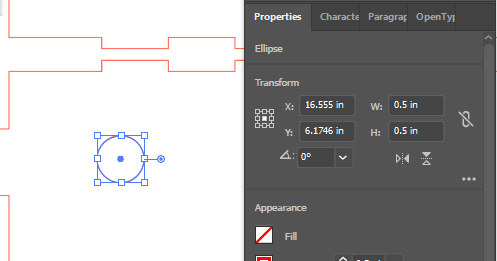 Properties Characte Paragrap OpenTyp
Ellipse
Transform
X: 16.555 in W: 0.5 in
Y: 6.1746 in H: 0.5 in
0°
Appearance
Fill